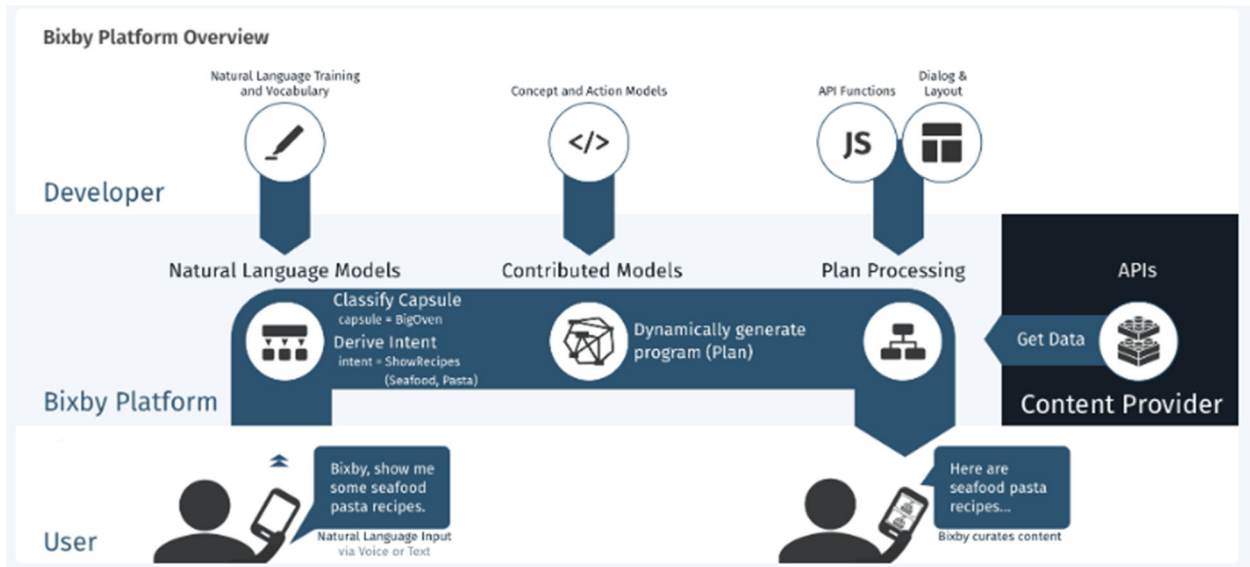 Bixby Platform Overview
Natural Language Training
and Vocabulary
Concept and Action Models
API Functions
Dialog &
Layout
</>
JS
Developer
Natural Language Models
Contributed Models
Plan Processing
APIs
Classify Capsule
capsule = BigOven
Derive Intent
intent = ShowRecipes
(Seafood, Pasta)
Dynamically generate
program (Plan)
Get Data
Bixby Platform
Content Provider
Bixby, show me
some seafood
pasta recipes.
Natural Language Input
via Voice or Text
Here are
seafood pasta
recipes...
Bixby curates content
User